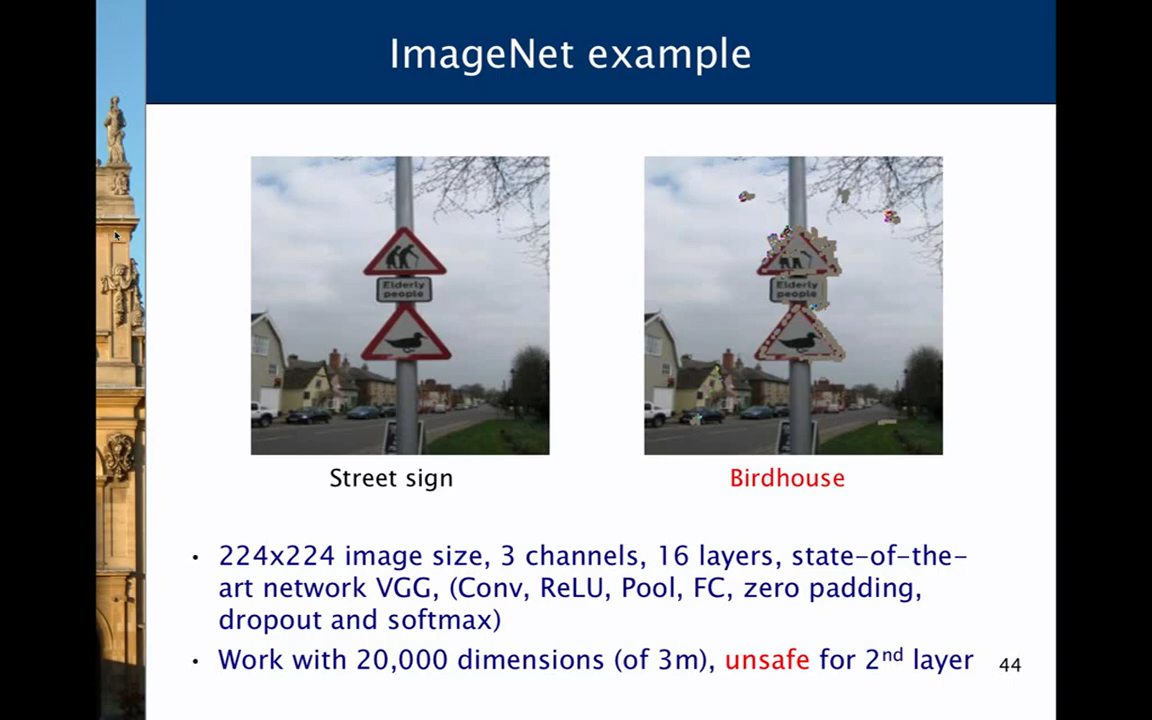 ImageNet example
Elderly
people
Elderly
people
Street sign
Birdhouse
• 224x224 image size, 3 channels, 16 layers, state-of-the-
art network VGG, (Conv, ReLU, Pool, FC, zero padding,
dropout and softmax)
• Work with 20,000 dimensions (of 3m), unsafe for 2nd layer
44